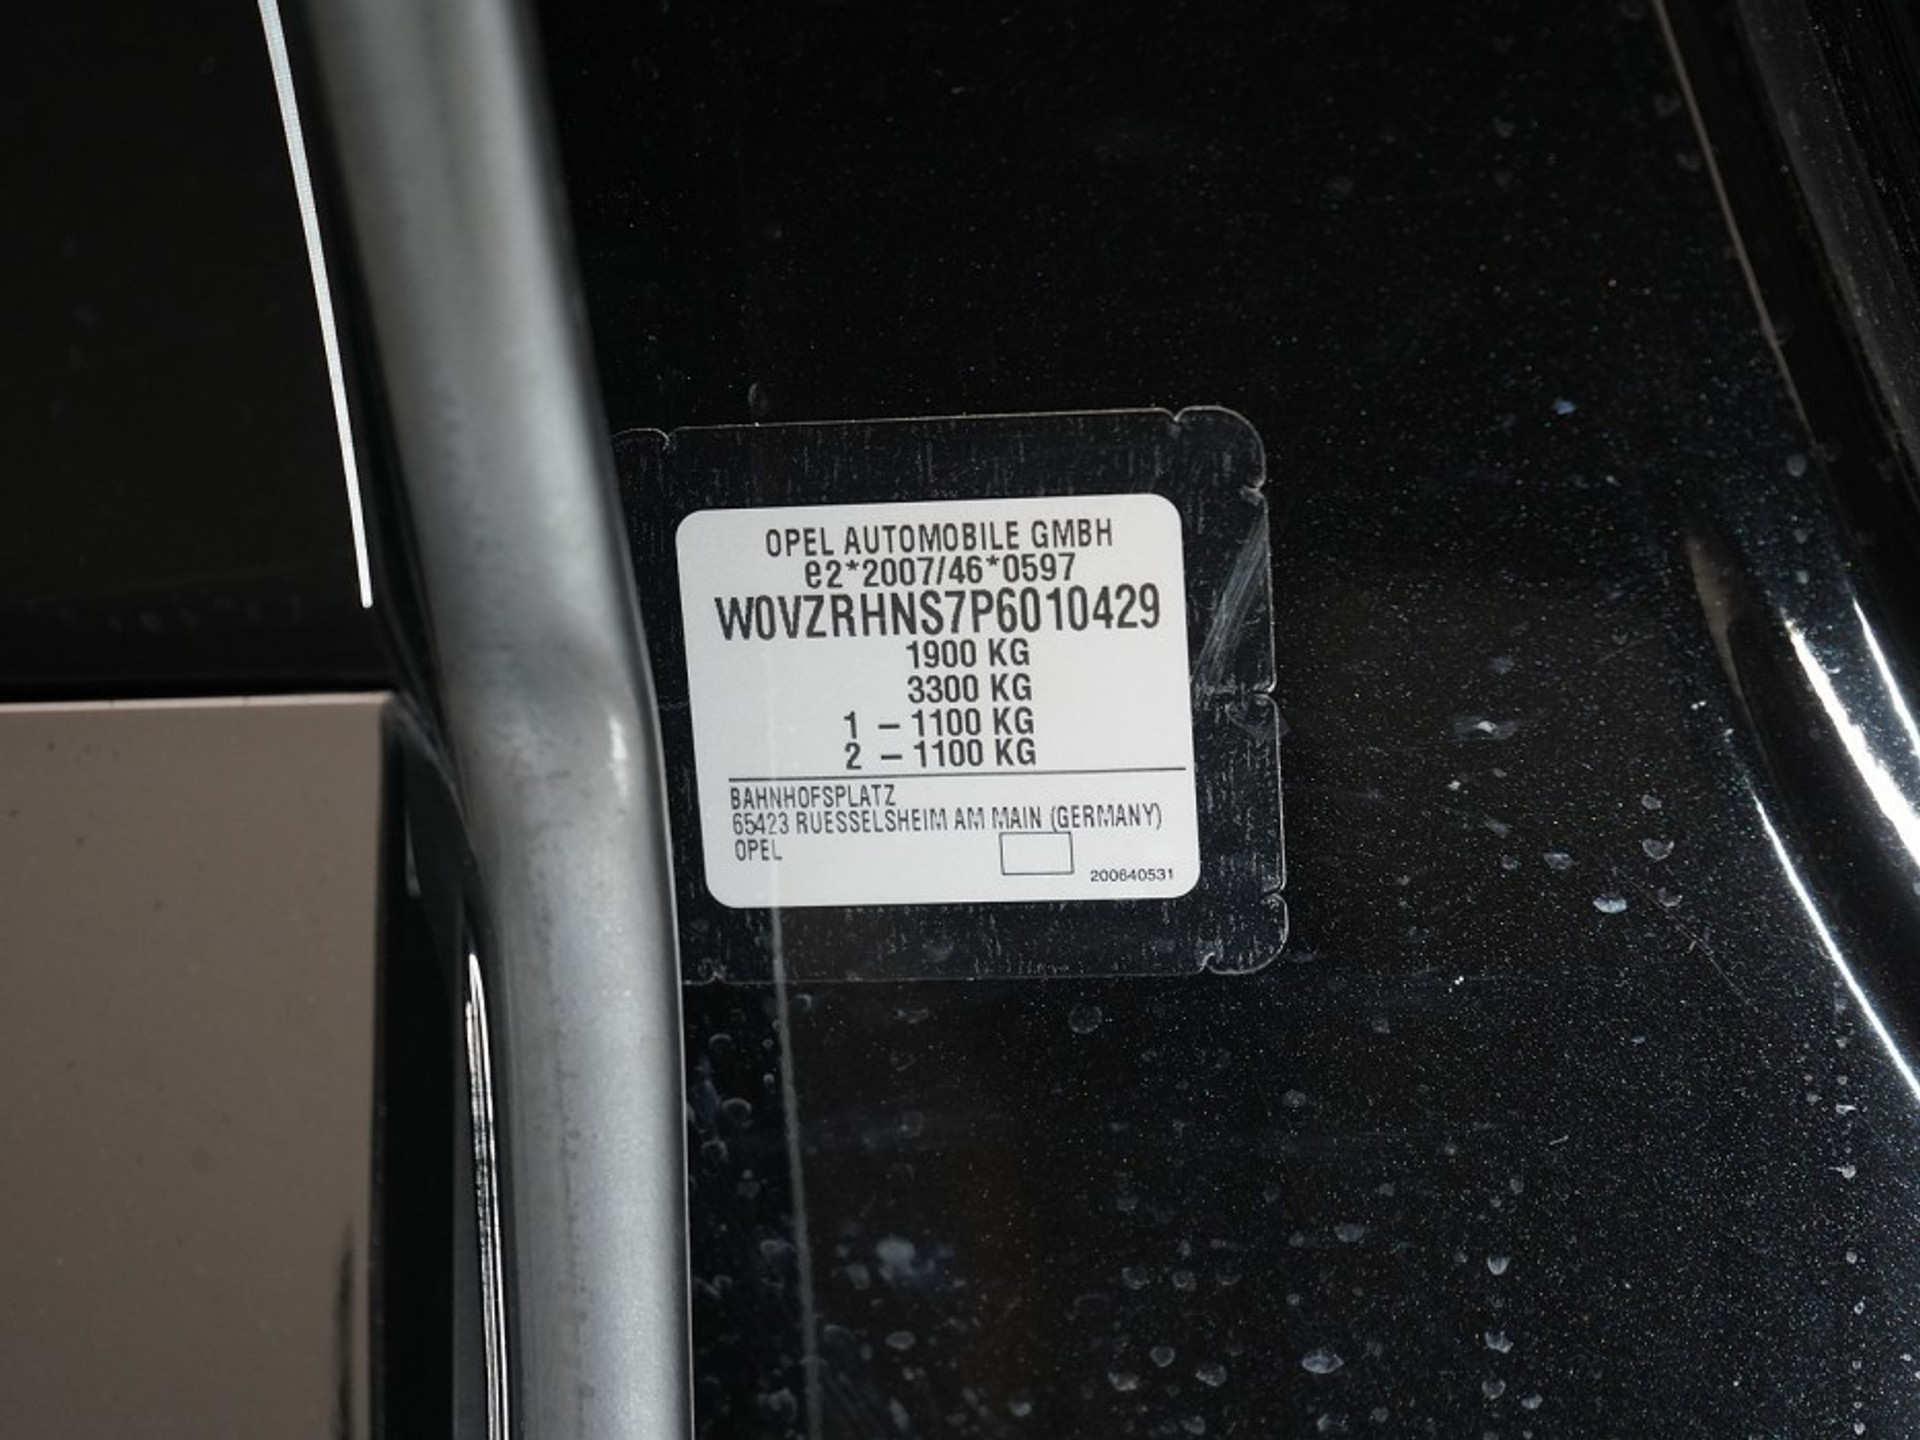 OPEL AUTOMOBILE GMBH
e2*2007/46*0597
W0VZRHNS7P6010429
1900 KG
3300 KG
1 – 1100 KG
2 – 1100 KG
BAHNHOFSPLATZ
65423 RUESSELSHEIM AM MAIN (GERMANY)
OPEL
200640531